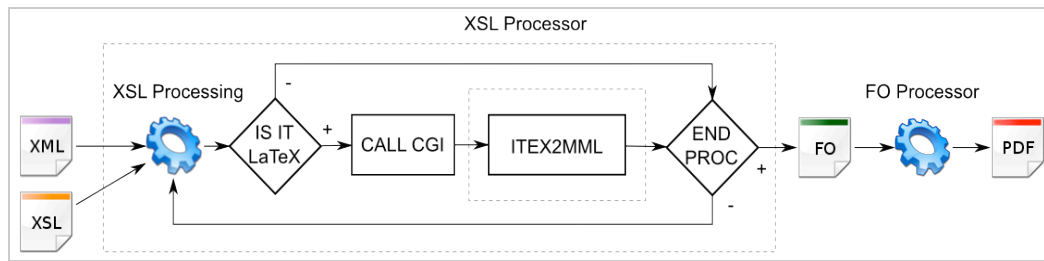 XSL Processor
XSL Processing
FO Processor
XML
XSL
IS IT
LaTeX
-
+
CALL CGI
ITEX2MML
END
PROC
+
-
FO
PDF